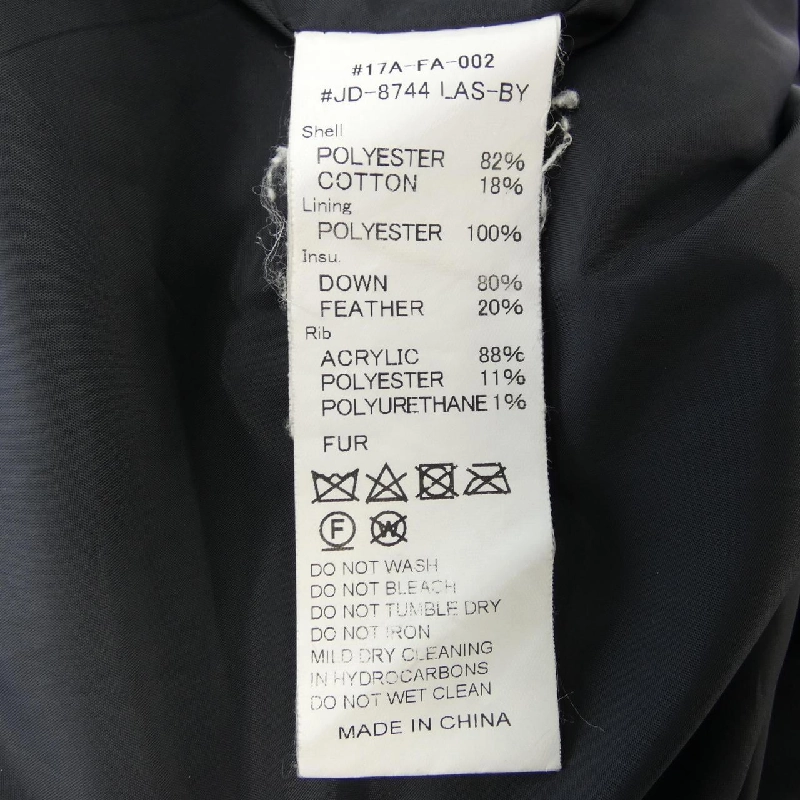 #17A-FA-002
#JD-8744 LAS-BY
Shell
POLYESTER 82%
COTTON 18%
Lining
POLYESTER 100%
Insu.
DOWN 80%
FEATHER 20%
Rib
ACRYLIC 88%
POLYESTER 11%
POLYURETHANE 1%
FUR
F W
DO NOT WASH
DO NOT BLEACH
DO NOT TUMBLE DRY
DO NOT IRON
MILD DRY CLEANING
IN HYDROCARBONS
DO NOT WET CLEAN
MADE IN CHINA